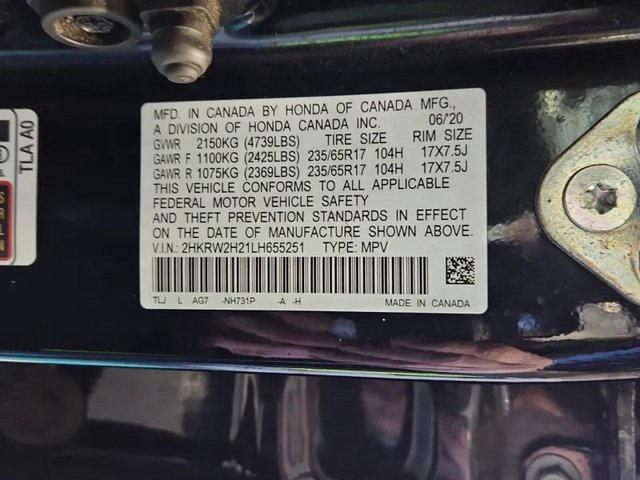 MFD. IN CANADA BY HONDA OF CANADA MFG.,
A DIVISION OF HONDA CANADA INC. 06/20
GVWR 2150KG (4739LBS) TIRE SIZE RIM SIZE
GAWR F 1100KG (2425LBS) 235/65R17 104H 17X7.5J
GAWR R 1075KG (2369LBS) 235/65R17 104H 17X7.5J
THIS VEHICLE CONFORMS TO ALL APPLICABLE
FEDERAL MOTOR VEHICLE SAFETY
AND THEFT PREVENTION STANDARDS IN EFFECT
ON THE DATE OF MANUFACTURE SHOWN ABOVE.
V.I.N.: 2HKRW2H21LH655251 TYPE: MPV
TLJ L AG7 -NH731P -A -H MADE IN CANADA
TLA A0